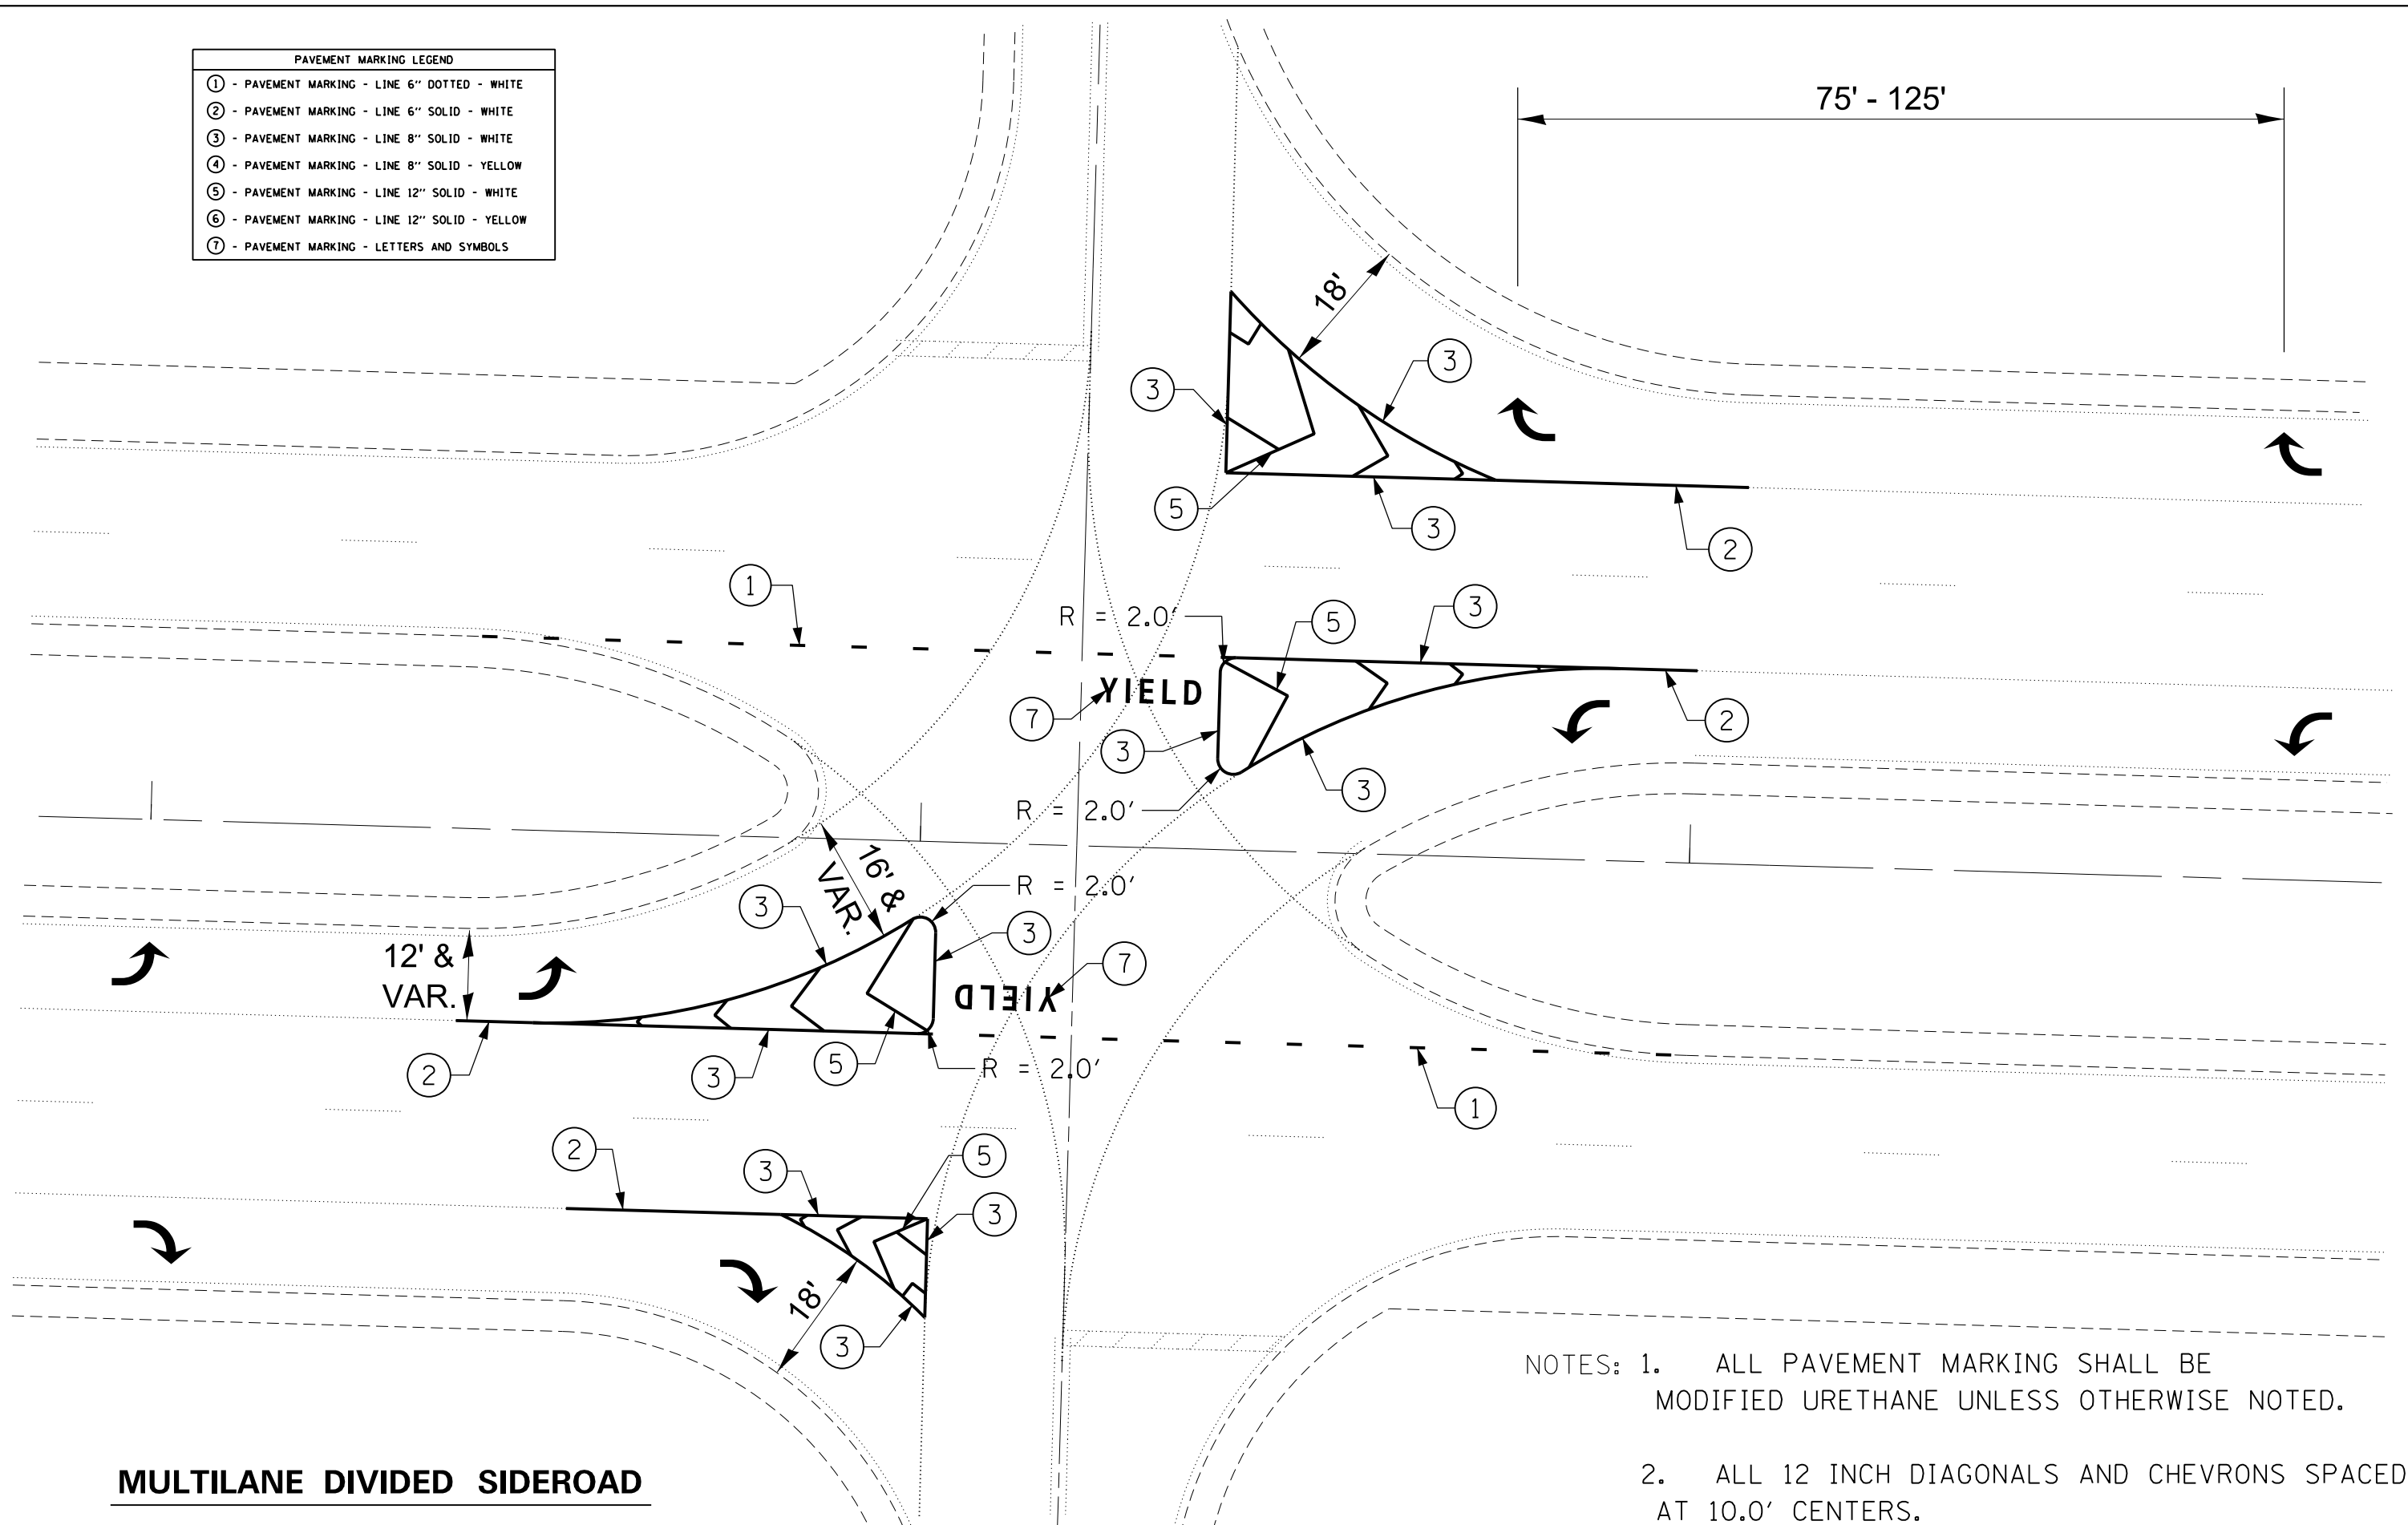 PAVEMENT MARKING LEGEND
1 - PAVEMENT MARKING - LINE 6" DOTTED - WHITE
2 - PAVEMENT MARKING - LINE 6" SOLID - WHITE
3 - PAVEMENT MARKING - LINE 8" SOLID - WHITE
4 - PAVEMENT MARKING - LINE 8" SOLID - YELLOW
5 - PAVEMENT MARKING - LINE 12" SOLID - WHITE
6 - PAVEMENT MARKING - LINE 12" SOLID - YELLOW
7 - PAVEMENT MARKING - LETTERS AND SYMBOLS
75' - 125'
18'
3
3
5
3
2
1
R = 2.0'
5
3
YIELD
7
3
2
R = 2.0'
3
16' &
VAR.
R = 2.0'
3
3
12' &
VAR.
7
YIELD
2
3
5
R = 2.0'
1
2
3
5
3
18'
3
NOTES: 1. ALL PAVEMENT MARKING SHALL BE
MODIFIED URETHANE UNLESS OTHERWISE NOTED.
2. ALL 12 INCH DIAGONALS AND CHEVRONS SPACED
AT 10.0' CENTERS.
MULTILANE DIVIDED SIDEROAD